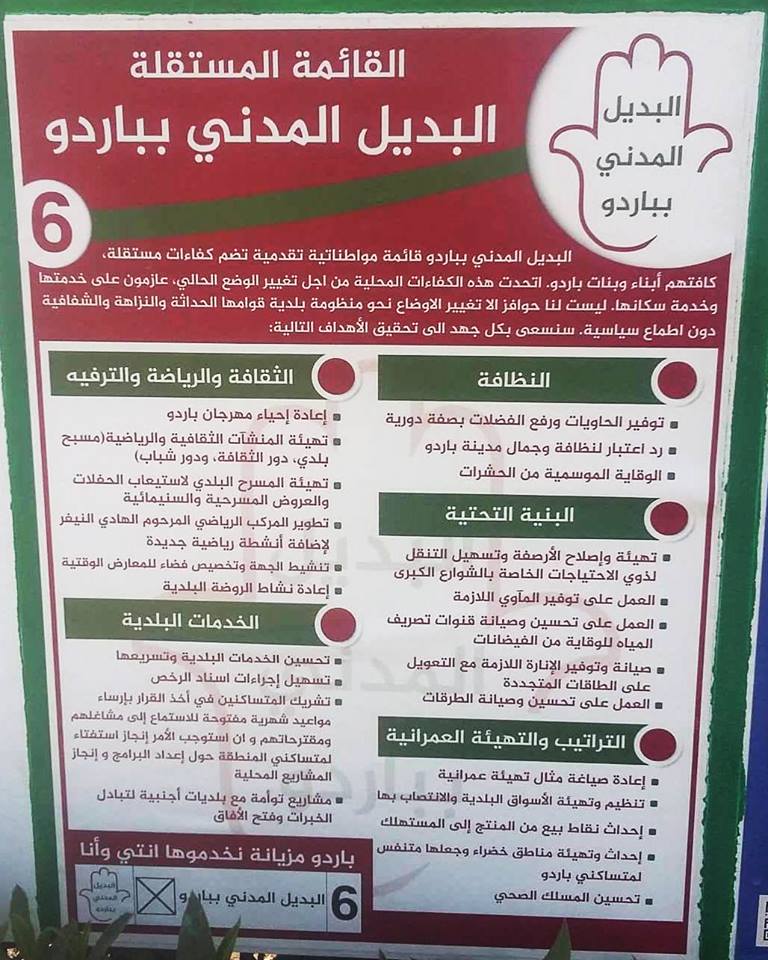 القائمة المستقلة
البديل المدني بباردو
البديل
المدني
بباردو
6
البديل المدني بباردو قائمة مواطناتية تقدمية تضم كفاءات مستقلة،
كافتهم أبناء وبنات باردو. اتحدت هذه الكفاءات المحلية من اجل تغيير الوضع الحالي، عازمون على خدمتها
وخدمة سكانها. ليست لنا حوافز الا تغيير الاوضاع نحو منظومة بلدية قوامها الحداثة والنزاهة والشفافية
دون اطماع سياسية. سنسعى بكل جهد الى تحقيق الأهداف التالية:
النظافة
توفير الحاويات ورفع الفضلات بصفة دورية
رد اعتبار لنظافة وجمال مدينة باردو
الوقاية الموسمية من الحشرات
البنية التحتية
تهيئة وإصلاح الأرصفة وتسهيل التنقل
لذوي الاحتياجات الخاصة بالشوارع الكبرى
العمل على توفير المآوي اللازمة
العمل على تحسين وصيانة قنوات تصريف
المياه للوقاية من الفيضانات
صيانة وتوفير الإنارة اللازمة مع التعويل
على الطاقات المتجددة
العمل على تحسين وصيانة الطرقات
التراتيب والتهيئة العمرانية
إعادة صياغة مثال تهيئة عمرانية
تنظيم وتهيئة الأسواق البلدية والانتصاب بها
إحداث نقاط بيع من المنتج إلى المستهلك
إحداث وتهيئة مناطق خضراء وجعلها متنفس
لمتساكني باردو
تحسين المسلك الصحي
الثقافة والرياضة والترفيه
إعادة إحياء مهرجان باردو
تهيئة المنشآت الثقافية والرياضية(مسبح
بلدي، دور الثقافة، ودور شباب)
تهيئة المسرح البلدي لاستيعاب الحفلات
والعروض المسرحية والسنيمائية
تطوير المركب الرياضي المرحوم الهادي النيفر
لإضافة أنشطة رياضية جديدة
تنشيط الجهة وتخصيص فضاء للمعارض الوقتية
إعادة نشاط الروضة البلدية
الخدمات البلدية
تحسين الخدمات البلدية وتسريعها
تسهيل إجراءات اسناد الرخص
تشريك المتساكنين في أخذ القرار بإرساء
مواعيد شهرية مفتوحة للاستماع إلى مشاغلهم
ومقترحاتهم و ان استوجب الأمر إنجاز استفتاء
لمتساكني المنطقة حول إعداد البرامج و إنجاز
المشاريع المحلية
مشاريع توأمة مع بلديات أجنبية لتبادل
الخبرات وفتح الأفاق
باردو مزيانة نخدموها انتي وأنا
6 البديل المدني بباردو
البديل
المدني
بباردو